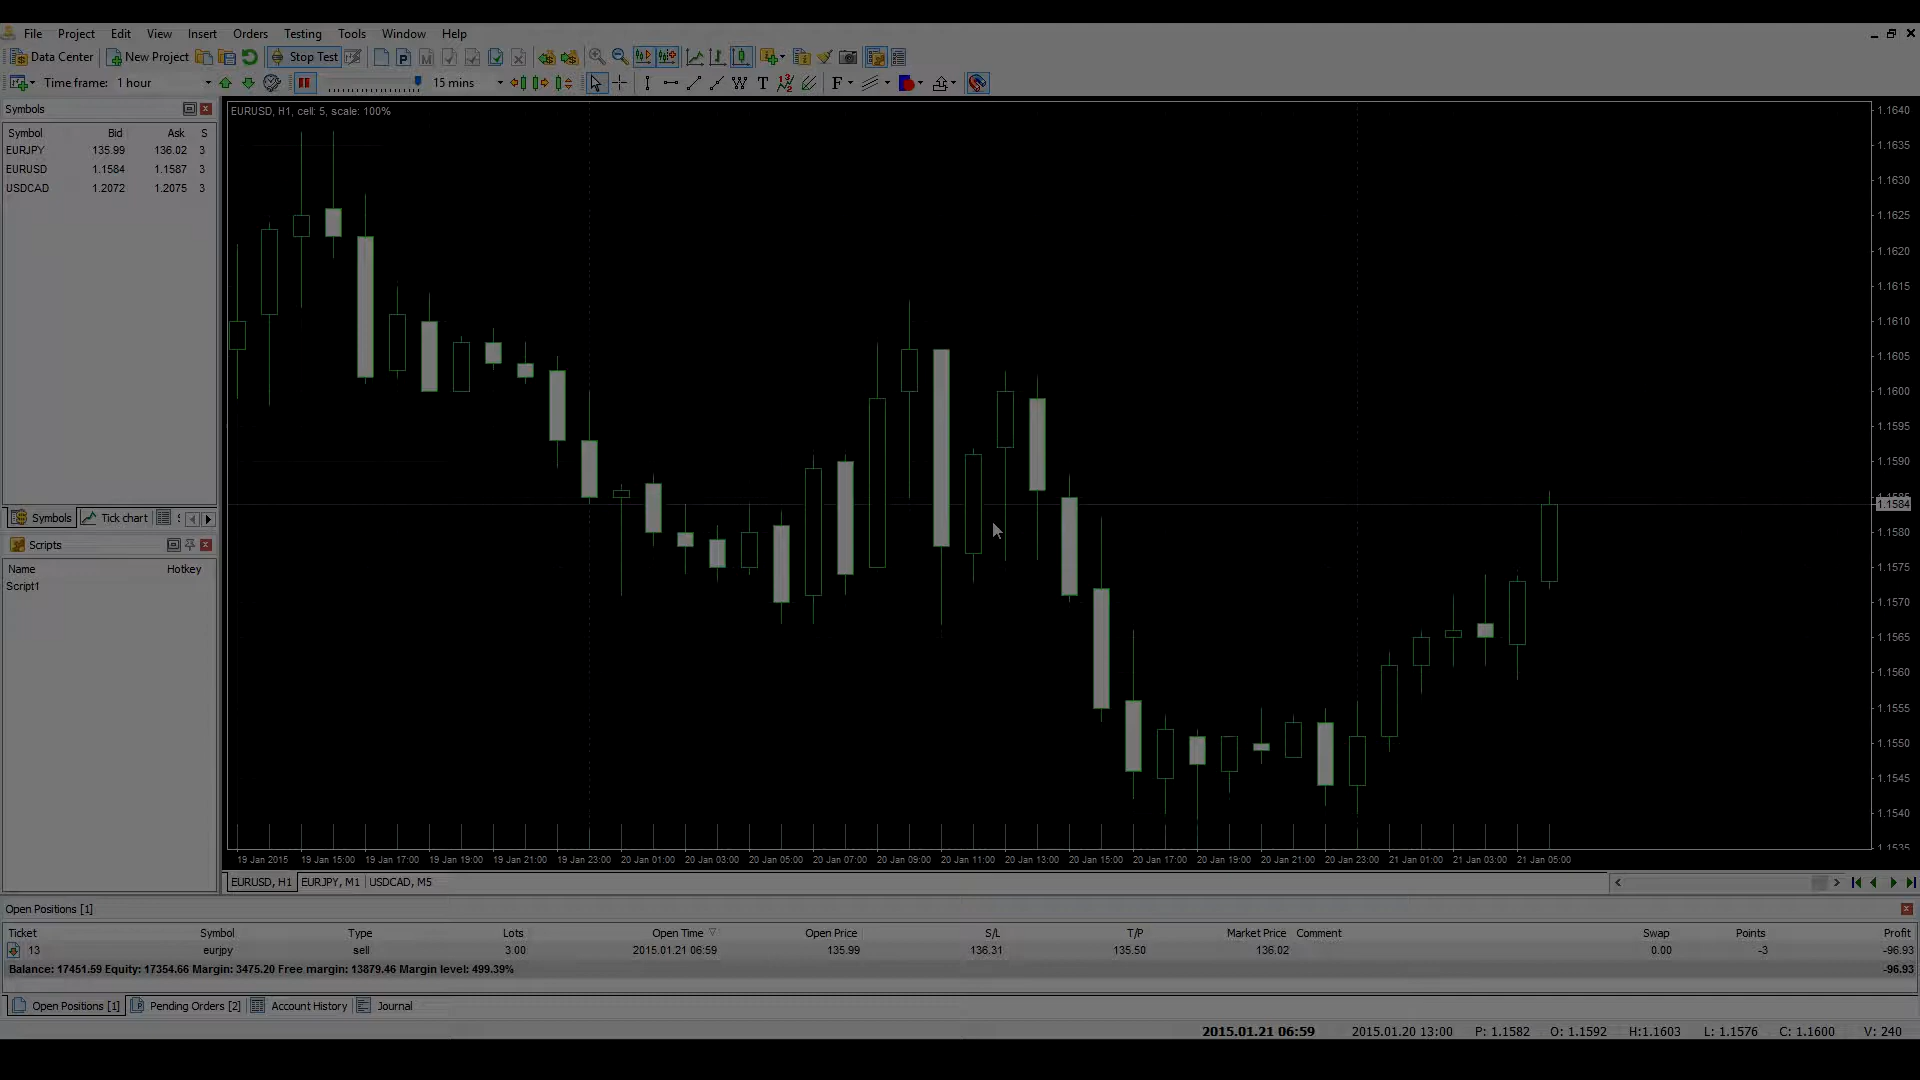 File Project Edit View Insert Orders Testing Tools Window Help
Data Center New Project Stop Test
Time frame: 1 hour 15 mins
Symbols
Symbol Bid Ask S
EURJPY 135.99 136.02 3
EURUSD 1.1584 1.1587 3
USDCAD 1.2072 1.2075 3
Symbols Tick chart
Scripts
Name Hotkey
Script1
EURUSD, H1, cell: 5, scale: 100%
1.1640
1.1635
1.1630
1.1625
1.1620
1.1615
1.1610
1.1605
1.1600
1.1595
1.1590
1.1584
1.1580
1.1575
1.1570
1.1565
1.1560
1.1555
1.1550
1.1545
1.1540
1.1535
19 Jan 2015 19 Jan 15:00 19 Jan 17:00 19 Jan 19:00 19 Jan 21:00 19 Jan 23:00 20 Jan 01:00 20 Jan 03:00 20 Jan 05:00 20 Jan 07:00 20 Jan 09:00 20 Jan 11:00 20 Jan 13:00 20 Jan 15:00 20 Jan 17:00 20 Jan 19:00 20 Jan 21:00 20 Jan 23:00 21 Jan 01:00 21 Jan 03:00 21 Jan 05:00
EURUSD, H1 EURJPY, M1 USDCAD, M5
Open Positions [1]
Ticket Symbol Type Lots Open Time Open Price S/L T/P Market Price Comment Swap Points Profit
13 eurjpy sell 3.00 2015.01.21 06:59 135.99 136.31 135.50 136.02 0.00 -3 -96.93
Balance: 17451.59 Equity: 17354.66 Margin: 3475.20 Free margin: 13879.46 Margin level: 499.39% -96.93
Open Positions [1] Pending Orders [2] Account History Journal
2015.01.21 06:59 2015.01.20 13:00 P: 1.1582 O: 1.1592 H:1.1603 L: 1.1576 C: 1.1600 V: 240